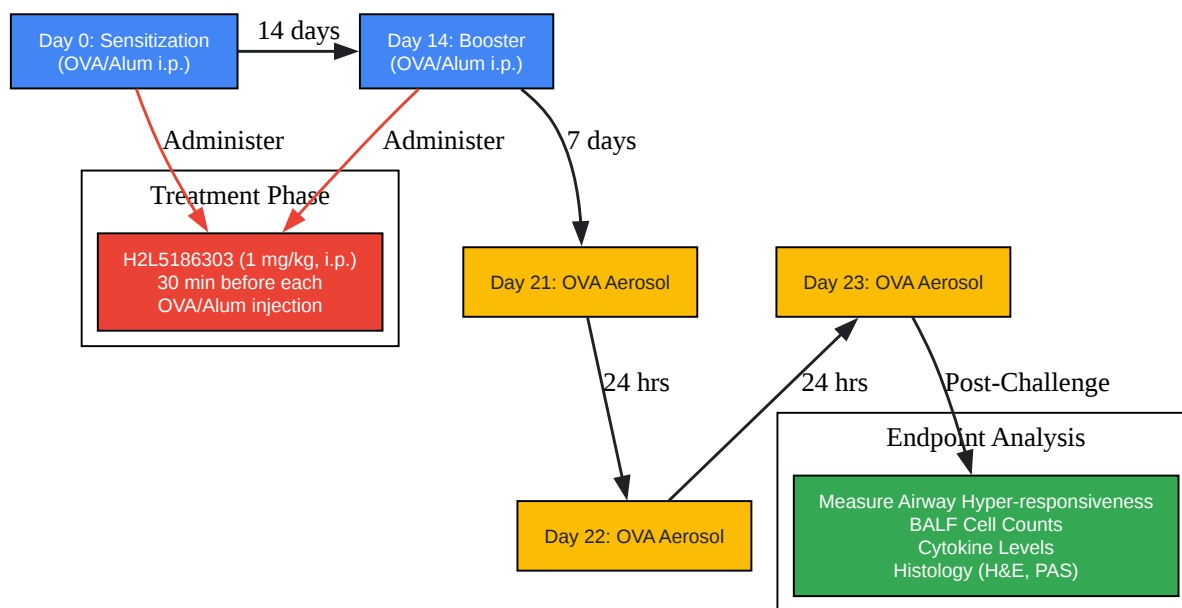 Day 0: Sensitization
(OVA/Alum i.p.)
14 days
Day 14: Booster
(OVA/Alum i.p.)
Administer
Administer
7 days
Treatment Phase
H2L5186303 (1 mg/kg, i.p.)
30 min before each
OVA/Alum injection
Day 21: OVA Aerosol
Day 23: OVA Aerosol
24 hrs
24 hrs
Post-Challenge
Day 22: OVA Aerosol
Endpoint Analysis
Measure Airway Hyper-responsiveness
BALF Cell Counts
Cytokine Levels
Histology (H&E, PAS)